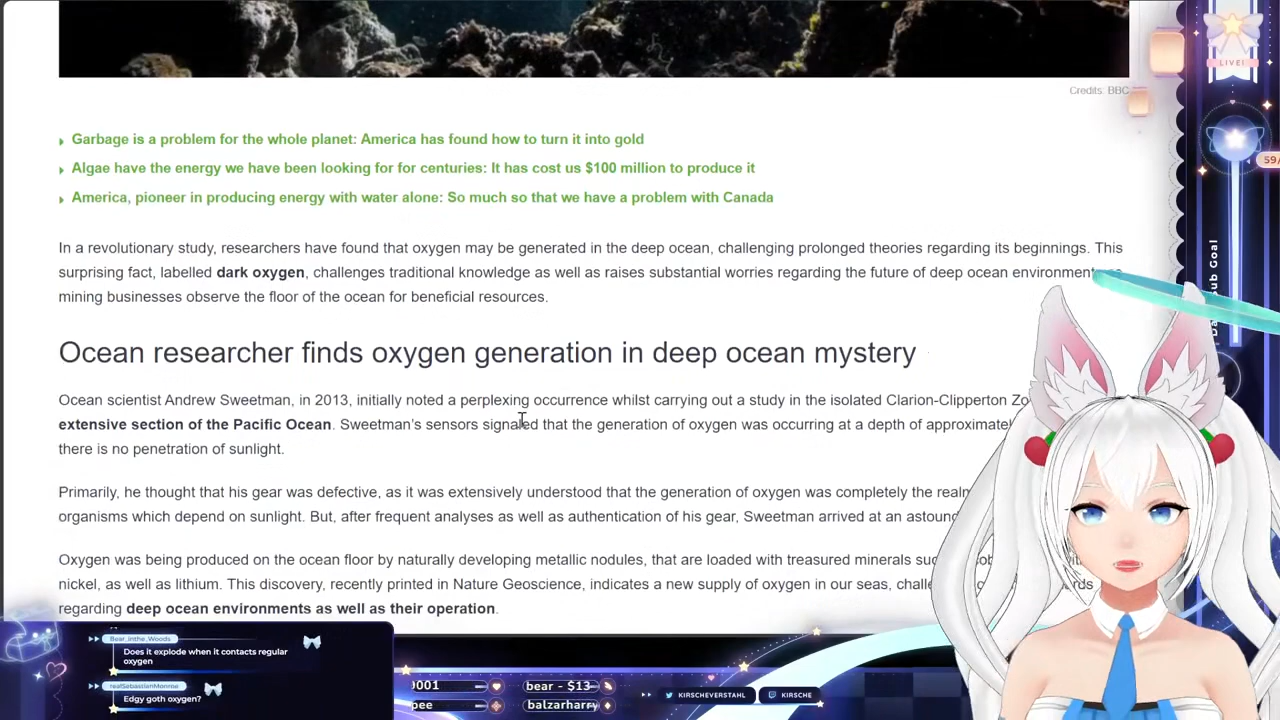 LIVE!
Credits: BBC
Garbage is a problem for the whole planet: America has found how to turn it into gold
Algae have the energy we have been looking for for centuries: It has cost us $100 million to produce it
America, pioneer in producing energy with water alone: So much so that we have a problem with Canada
59/
Sub Goal
In a revolutionary study, researchers have found that oxygen may be generated in the deep ocean, challenging prolonged theories regarding its beginnings. This
surprising fact, labelled dark oxygen, challenges traditional knowledge as well as raises substantial worries regarding the future of deep ocean environment
mining businesses observe the floor of the ocean for beneficial resources.
Ocean researcher finds oxygen generation in deep ocean mystery
Ocean scientist Andrew Sweetman, in 2013, initially noted a perplexing occurrence whilst carrying out a study in the isolated Clarion-Clipperton Zo
extensive section of the Pacific Ocean. Sweetman's sensors signaled that the generation of oxygen was occurring at a depth of approximatel
there is no penetration of sunlight.
Primarily, he thought that his gear was defective, as it was extensively understood that the generation of oxygen was completely the realm
organisms which depend on sunlight. But, after frequent analyses as well as authentication of his gear, Sweetman arrived at an astound
Oxygen was being produced on the ocean floor by naturally developing metallic nodules, that are loaded with treasured minerals suc
nickel, as well as lithium. This discovery, recently printed in Nature Geoscience, indicates a new supply of oxygen in our seas, challe
regarding deep ocean environments as well as their operation.
Bear_Inthe_Woods
Does it explode when it contacts regular
oxygen
realSebastienMonroe
Edgy goth oxygen?
0001
bear - $13
pee
balzarharry
KIRSCHEVERSTAHL
KIRSCHE